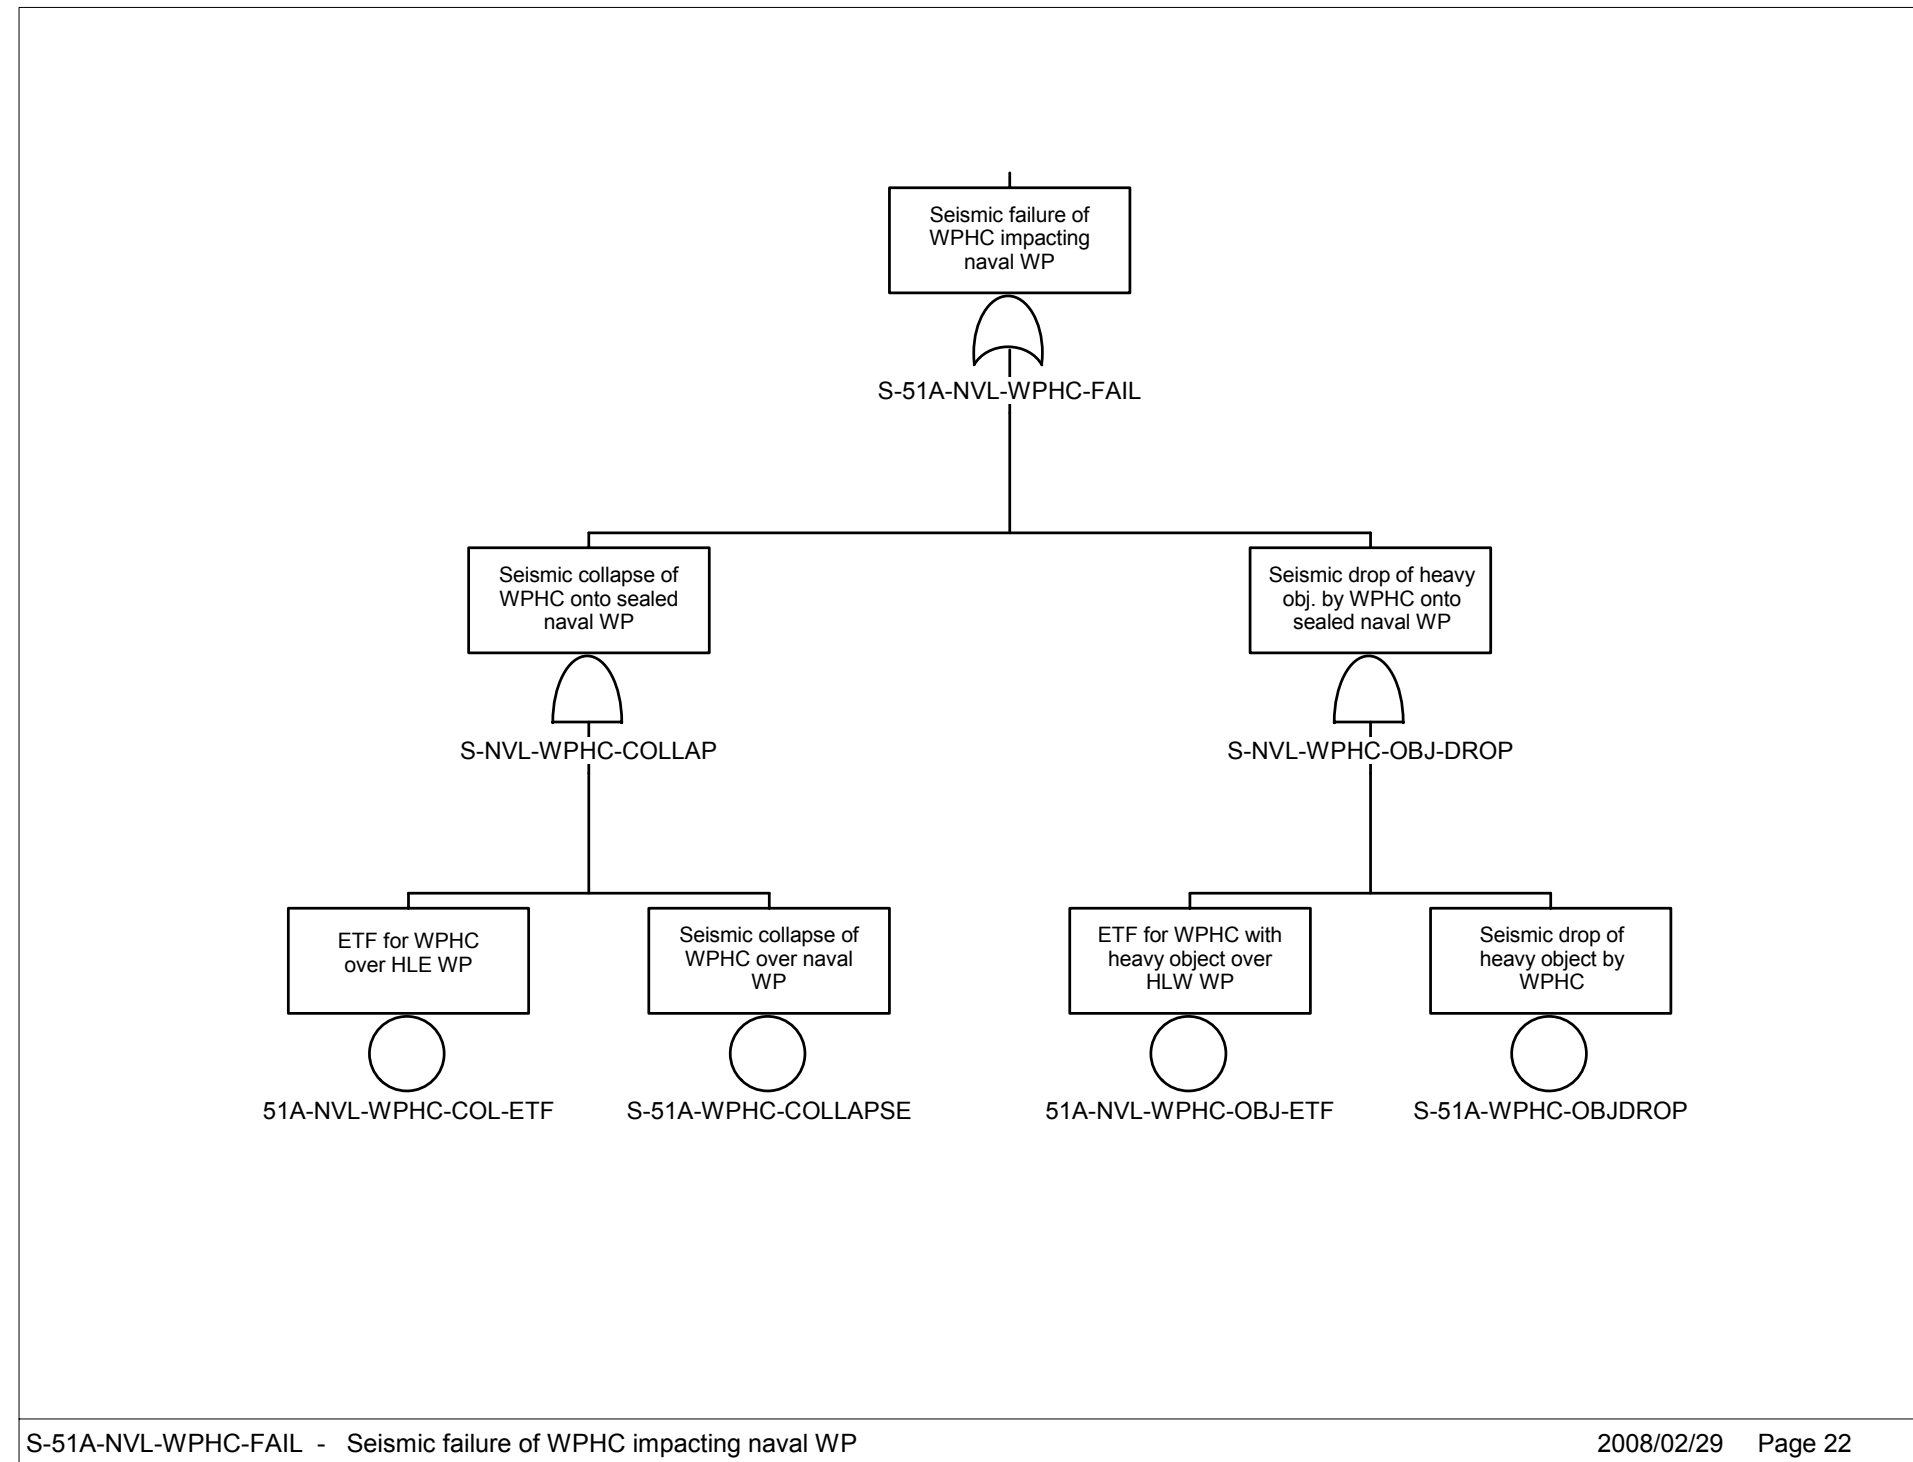 Seismic failure of
WPHC impacting
naval WP
S-51A-NVL-WPHC-FAIL
Seismic collapse of
WPHC onto sealed
naval WP
S-NVL-WPHC-COLLAP
Seismic drop of heavy
obj. by WPHC onto
sealed naval WP
S-NVL-WPHC-OBJ-DROP
ETF for WPHC
over HLE WP
51A-NVL-WPHC-COL-ETF
Seismic collapse of
WPHC over naval
WP
S-51A-WPHC-COLLAPSE
ETF for WPHC with
heavy object over
HLW WP
51A-NVL-WPHC-OBJ-ETF
Seismic drop of
heavy object by
WPHC
S-51A-WPHC-OBJDROP
S-51A-NVL-WPHC-FAIL - Seismic failure of WPHC impacting naval WP
2008/02/29 Page 22